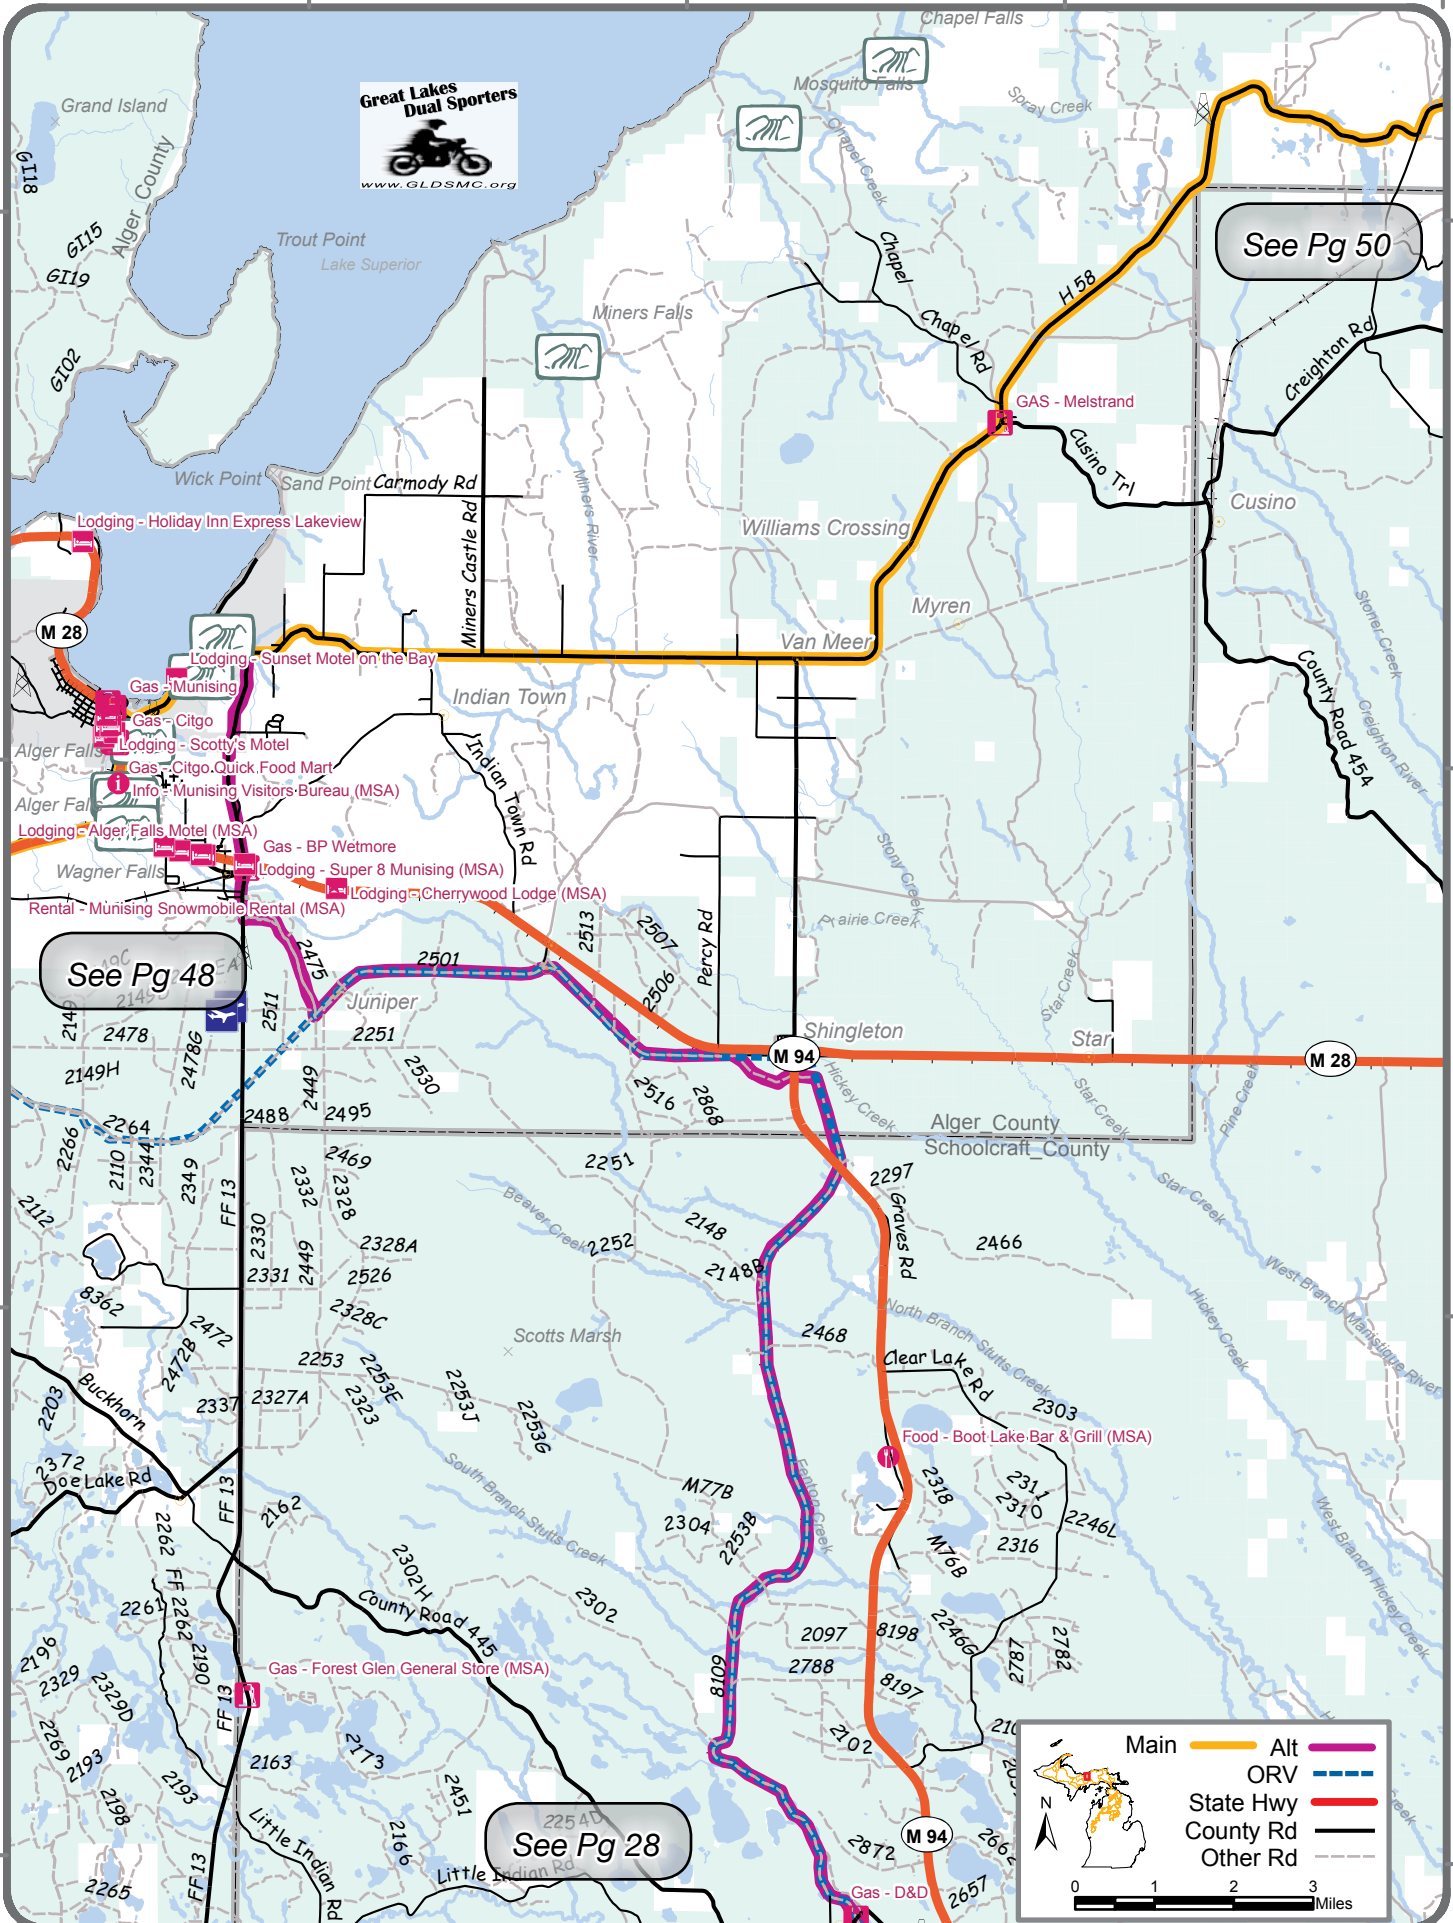 Chapel Falls
Great Lakes
Dual Sporters
www.GLDSMC.org
Mosquito Falls
Spray Creek
Grand Island
Chapel Creek
GI18
Alger County
GI15
GI19
Trout Point
Lake Superior
See Pg 50
Chapel
H 58
GI02
Miners Falls
Chapel Rd
Creighton Rd
GAS - Melstrand
Cusino Trl
Wick Point
Sand Point
Carmody Rd
Miners River
Miners Castle Rd
Cusino
Williams Crossing
Lodging - Holiday Inn Express Lakeview
M 28
Myren
Stoner Creek
Van Meer
Lodging - Sunset Motel on the Bay
Gas - Munising
Indian Town
County Road 454
Creighton River
Gas - Citgo
Lodging - Scotty's Motel
Alger Falls
Gas - Citgo Quick Food Mart
Info - Munising Visitors Bureau (MSA)
Alger Falls
Indian Town Rd
Lodging - Alger Falls Motel (MSA)
Gas - BP Wetmore
Wagner Falls
Lodging - Super 8 Munising (MSA)
Lodging - Cherrywood Lodge (MSA)
Rental - Munising Snowmobile Rental (MSA)
Stony Creek
Prairie Creek
2513
2507
Percy Rd
See Pg 48
2475
2501
2506
Star Creek
Juniper
2149
2511
2478
2478G
2251
Shingleton
Star
M 94
M 28
2149H
2449
2530
2516
2868
Hickey Creek
Star Creek
Pine Creek
2488
2495
2264
2266
2110
2344
2349
Alger_County
Schoolcraft_County
2469
2251
2332
2328
FF 13
2297
Graves Rd
Star Creek
2112
Beaver Creek
2330
2148
2252
2328A
2449
2466
2331
2526
2148B
West Branch Manistique River
8362
2328C
Hickey Creek
North Branch Stutts Creek
2472
2472B
Scotts Marsh
2468
Clear Lake Rd
2253
2253E
Buckhorn
2203
2337
2327A
2323
2253J
2253G
2303
Food - Boot Lake Bar & Grill (MSA)
2372
Doe Lake Rd
South Branch Stutts Creek
Fenton Creek
M77B
2318
2311
2310
FF 13
2162
2304
2253B
2246L
2316
West Branch Hickey Creek
2262
M76B
2302H
FF 2262
2261
County Road 445
2302
2097
8198
2246G
2787
2782
2196
2329
2190
2788
Gas - Forest Glen General Store (MSA)
8109
8197
2329D
FF 13
2269
2193
2163
2173
2102
2193
2198
2451
2166
Little Indian Rd
2254D
See Pg 28
Little Indian Rd
M 94
2872
2265
FF 13
Gas - D&D
2657
Main
Alt
ORV
State Hwy
County Rd
Other Rd
N
0 1 2 3
Miles